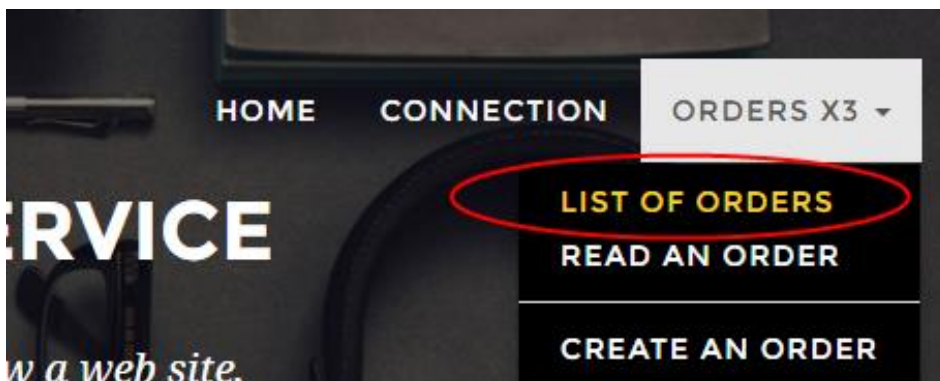 HOME CONNECTION ORDERS X3
LIST OF ORDERS
ERVICE
READ AN ORDER
CREATE AN ORDER
w a web site.